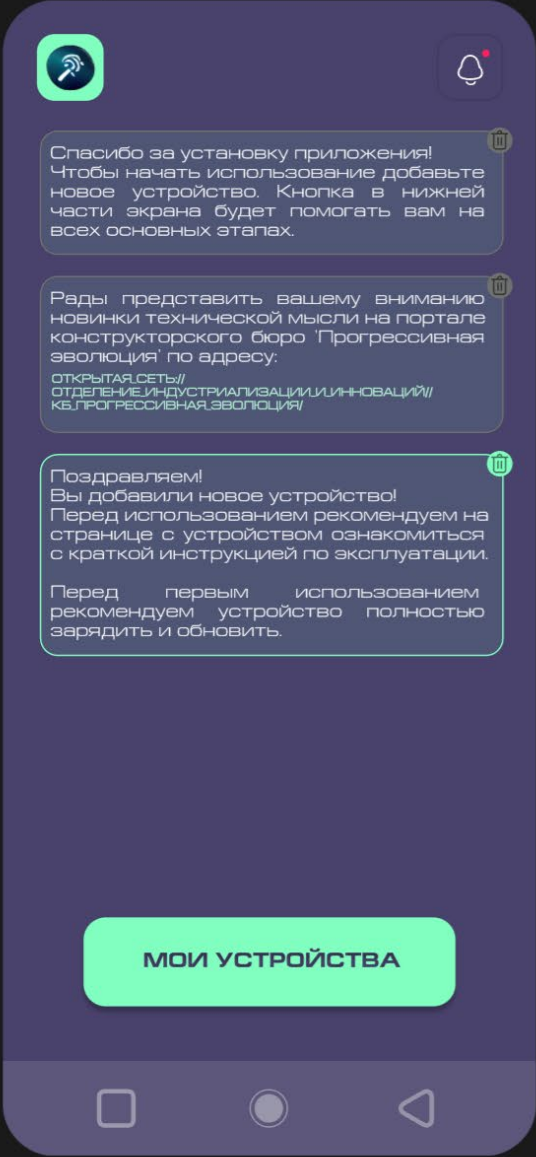 Спасибо за установку приложения!
Чтобы начать использование добавьте
новое устройство. Кнопка в нижней
части экрана будет помогать вам на
всех основных этапах.
Рады представить вашему вниманию
новинки технической мысли на портале
конструкторского бюро 'Прогрессивная
эволюция' по адресу:
ОТКРЫТАЯ_СЕТЬ://
ОТДЕЛЕНИЕ_ИНДУСТРИАЛИЗАЦИИ_И_ИННОВАЦИЙ//
КБ_ПРОГРЕССИВНАЯ_ЭВОЛЮЦИЯ/
Поздравляем!
Вы добавили новое устройство!
Перед использованием рекомендуем на
странице с устройством ознакомиться
с краткой инструкцией по эксплуатации.
Перед первым использованием
рекомендуем устройство полностью
зарядить и обновить.
МОИ УСТРОЙСТВА